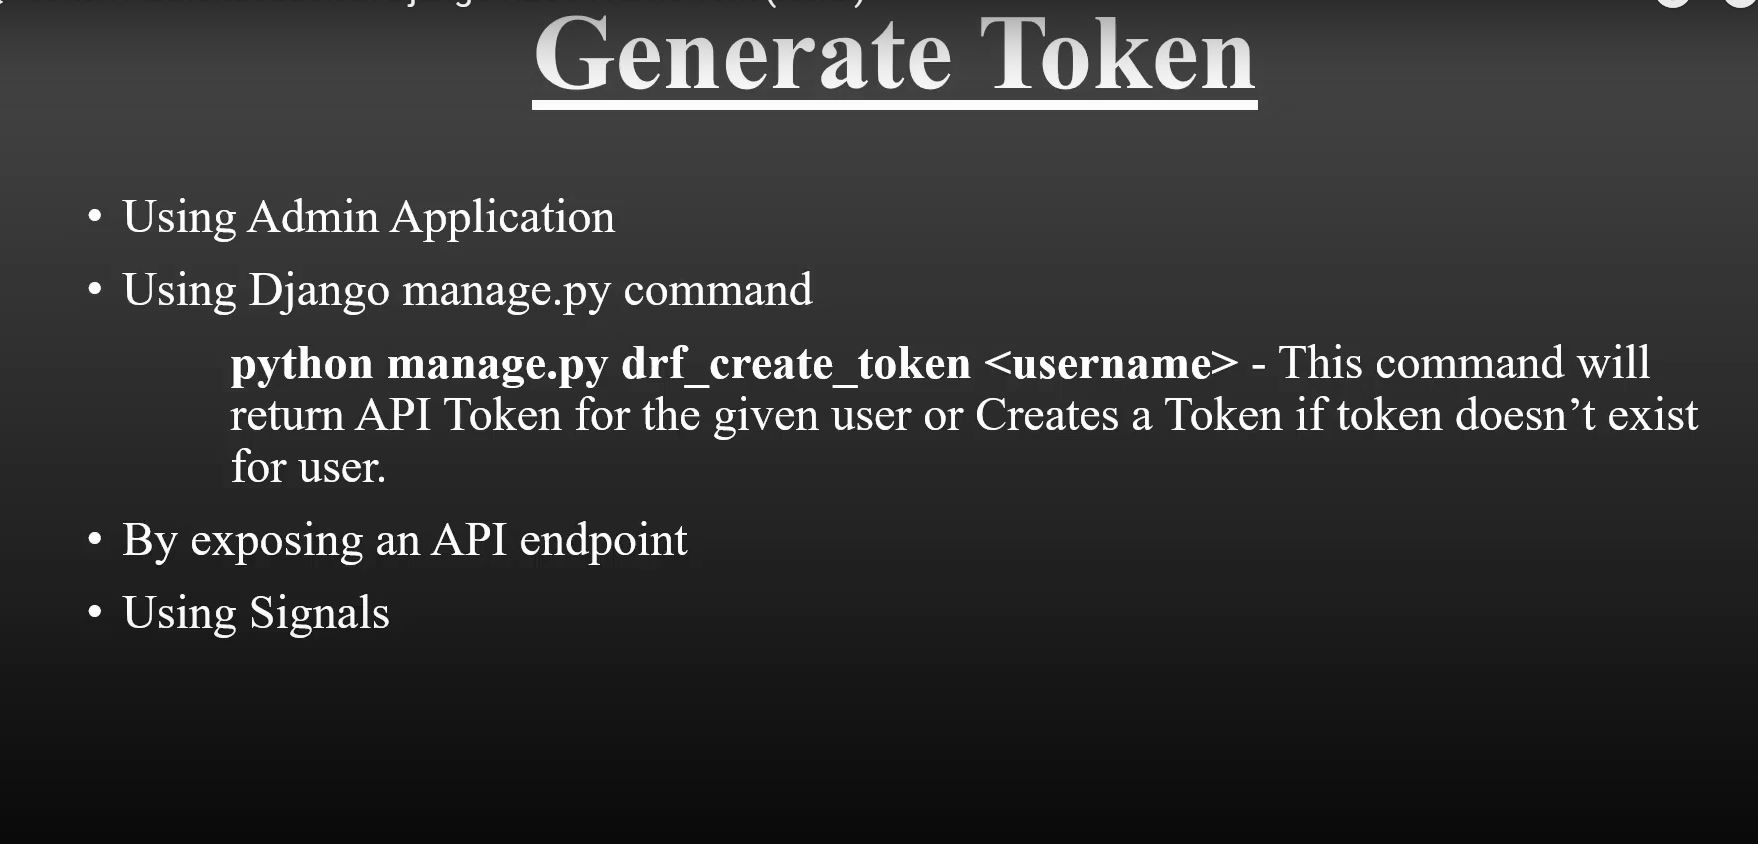 Generate Token
• Using Admin Application
• Using Django manage.py command
python manage.py drf_create_token <username> - This command will
return API Token for the given user or Creates a Token if token doesn’t exist
for user.
• By exposing an API endpoint
• Using Signals